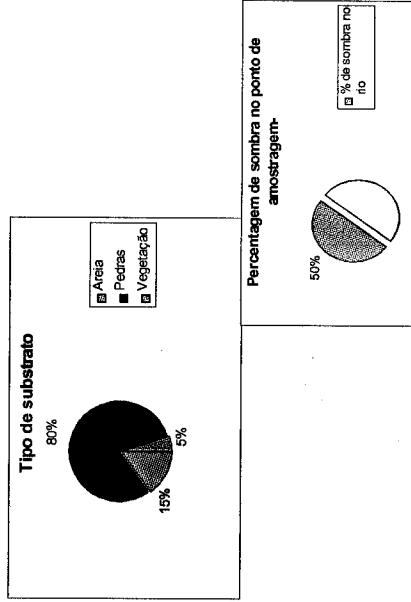 Tipo de substrato
80%
5%
15%
Areia
Pedras
Vegetação
Percentagem de sombra no ponto de
amostragem-
50%
% de sombra no
rio